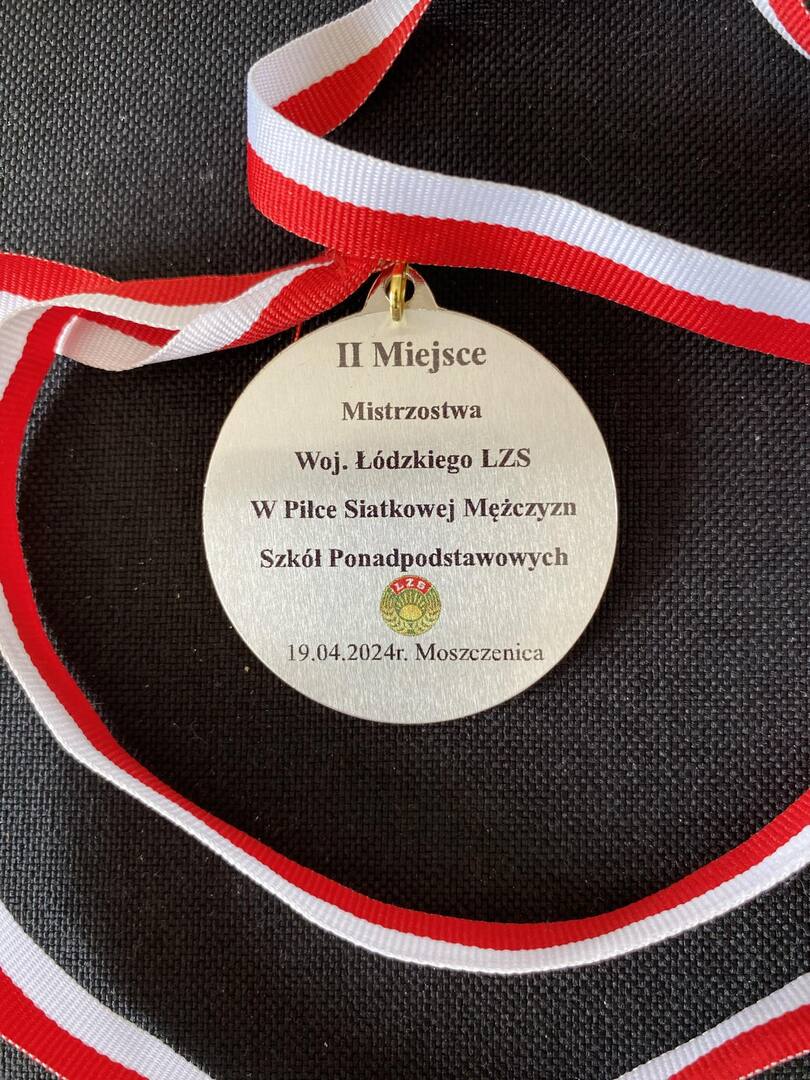 II Miejsce
Mistrzostwa
Woj. Łódzkiego LZS
W Piłce Siatkowej Mężczyzn
Szkół Ponadpodstawowych
LZS
19.04.2024r. Moszczenica